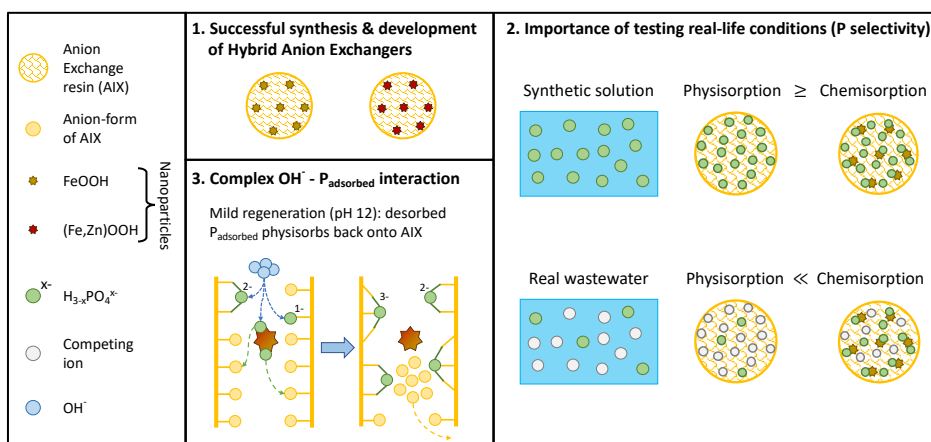 Anion
Exchange
resin (AIX)
Anion-form
of AIX
FeOOH
(Fe,Zn)OOH
Nanoparticles
x-
H₃₋ₓPO₄ˣ⁻
Competing
ion
OH⁻
1. Successful synthesis & development
of Hybrid Anion Exchangers
3. Complex OH⁻ - P_adsorbed interaction
Mild regeneration (pH 12): desorbed
P_adsorbed physisorbs back onto AIX
2-
1-
3-
2-
2. Importance of testing real-life conditions (P selectivity)
Synthetic solution
Physisorption ≥ Chemisorption
Real wastewater
Physisorption ≪ Chemisorption